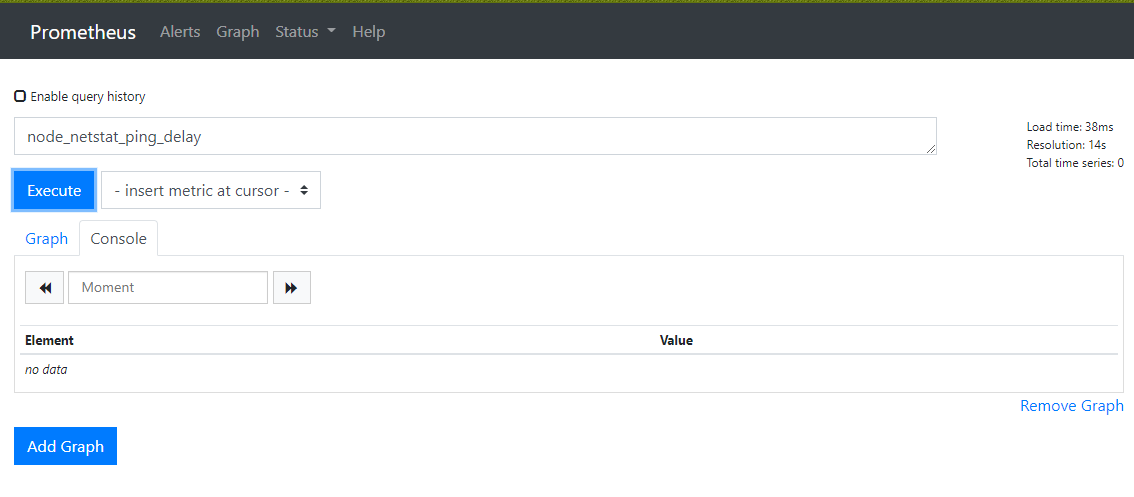 Prometheus Alerts Graph Status Help
Enable query history
node_netstat_ping_delay
Load time: 38ms
Resolution: 14s
Total time series: 0
Execute - insert metric at cursor -
Graph Console
Moment
Element Value
no data
Remove Graph
Add Graph